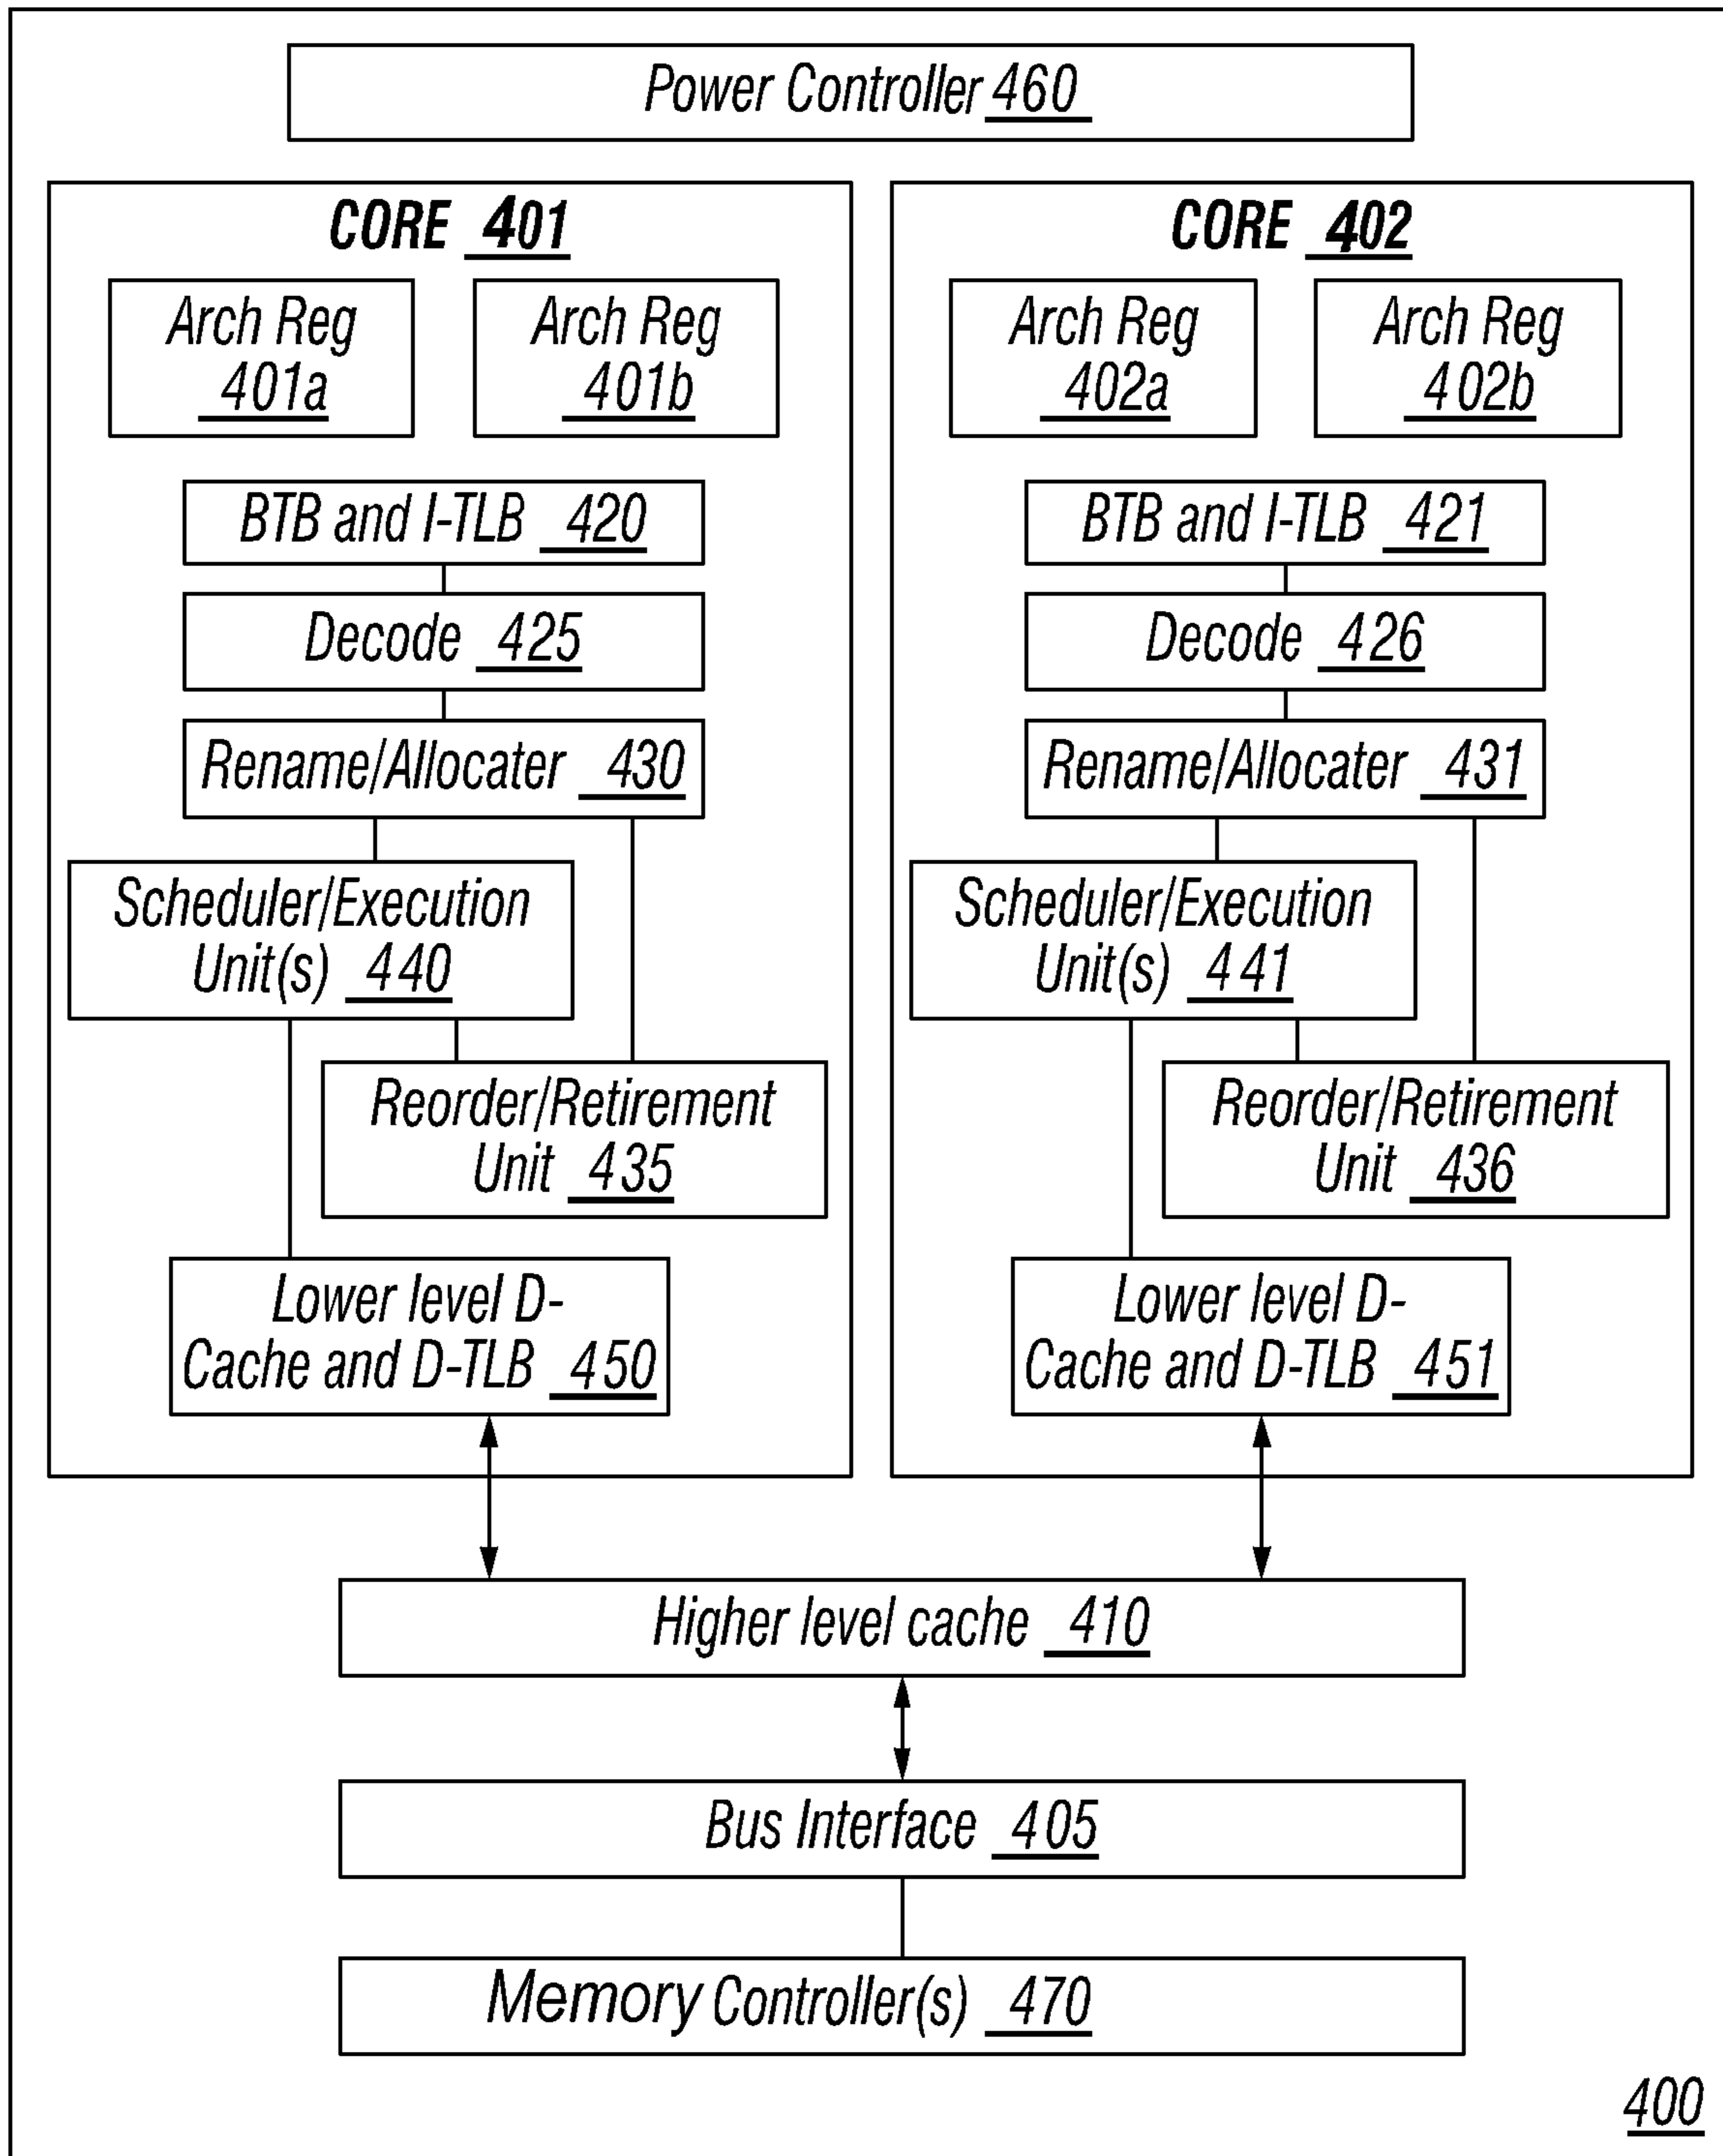 Power Controller 460
CORE 401
Arch Reg
401a
Arch Reg
401b
BTB and I-TLB 420
Decode 425
Rename/Allocater 430
Scheduler/Execution
Unit(s) 440
Reorder/Retirement
Unit 435
Lower level D-
Cache and D-TLB 450
CORE 402
Arch Reg
402a
Arch Reg
402b
BTB and I-TLB 421
Decode 426
Rename/Allocater 431
Scheduler/Execution
Unit(s) 441
Reorder/Retirement
Unit 436
Lower level D-
Cache and D-TLB 451
Higher level cache 410
Bus Interface 405
Memory Controller(s) 470
400